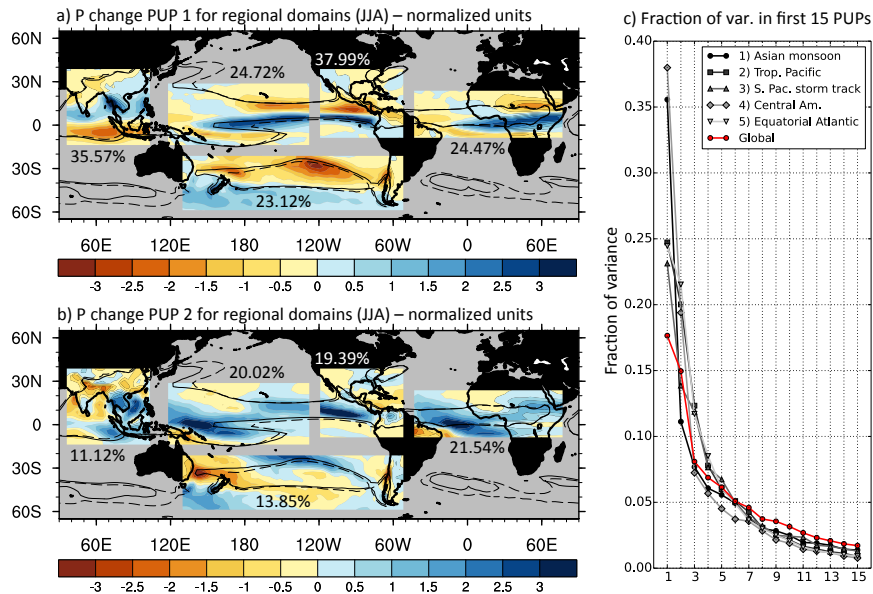 a) P change PUP 1 for regional domains (JJA) – normalized units
60N
30N
0
30S
60S
24.72%
37.99%
35.57%
24.47%
23.12%
60E 120E 180 120W 60W 0 60E
-3 -2.5 -2 -1.5 -1 -0.5 0 0.5 1 1.5 2 2.5 3
b) P change PUP 2 for regional domains (JJA) – normalized units
60N
30N
0
30S
60S
20.02%
19.39%
11.12%
21.54%
13.85%
60E 120E 180 120W 60W 0 60E
-3 -2.5 -2 -1.5 -1 -0.5 0 0.5 1 1.5 2 2.5 3
c) Fraction of var. in first 15 PUPs
Fraction of variance
0.40
0.35
0.30
0.25
0.20
0.15
0.10
0.05
0.00
1 3 5 7 9 11 13 15
1) Asian monsoon
2) Trop. Pacific
3) S. Pac. storm track
4) Central Am.
5) Equatorial Atlantic
Global